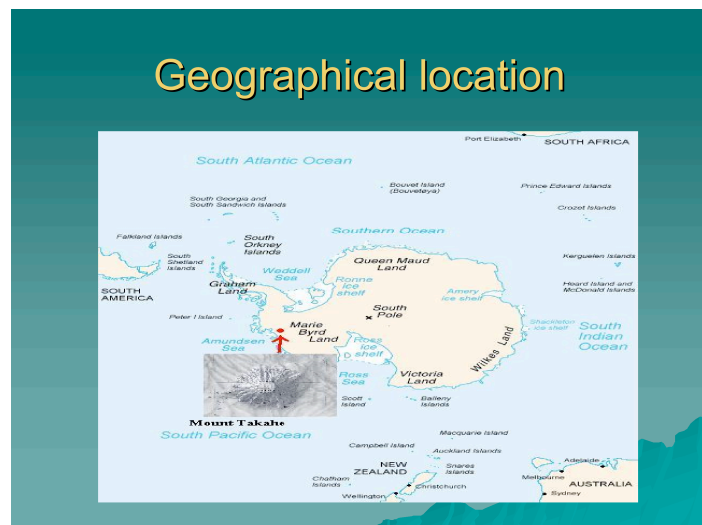 Geographical location
Port Elizabeth
SOUTH AFRICA
South Atlantic Ocean
Bouvet Island
(Bouvetøya)
Prince Edward Islands
South Georgia and
South Sandwich Islands
Crozet Islands
Southern Ocean
Falkland Islands
South
Orkney
Islands
South
Shetland
Islands
Queen Maud
Land
Kerguelen Islands
Weddell
Sea
Ronne
ice
shelf
Amery
ice shelf
Heard Island and
McDonald Islands
SOUTH
AMERICA
Graham
Land
South
Pole
Peter I Island
Marie
Byrd
Land
Shackleton
ice shelf
South
Indian
Ocean
Amundsen
Sea
Ross
ice
shelf
Wilkes Land
Ross
Sea
Victoria
Land
Scott
Island
Balleny
Islands
Mount Takahe
South Pacific Ocean
Macquarie Island
Campbell Island
Auckland Islands
NEW
ZEALAND
Snares
Islands
Adelaide
Melbourne
AUSTRALIA
Chatham
Islands
Christchurch
Wellington
Sydney